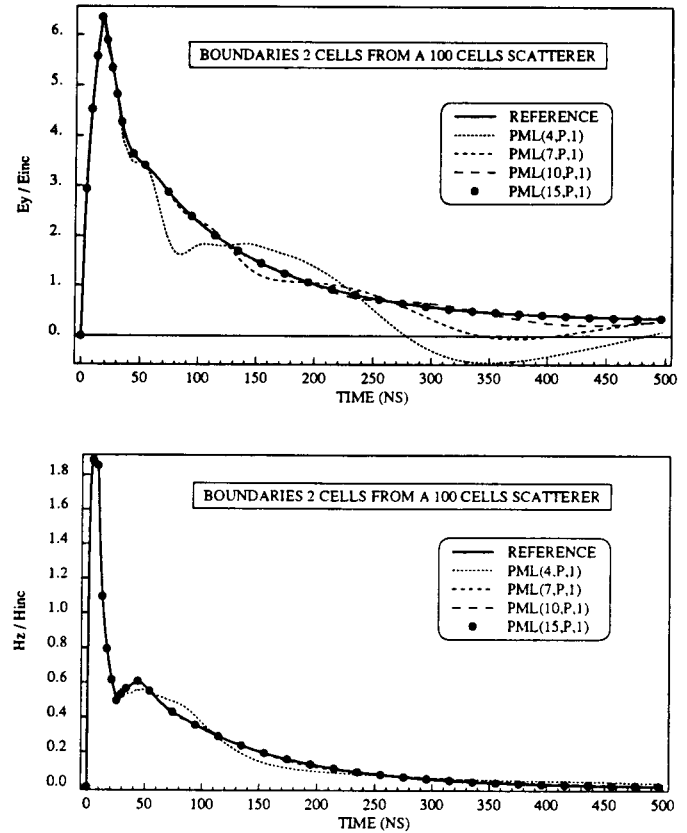 6.
5.
4.
3.
2.
1.
0.
Ey / Einc
BOUNDARIES 2 CELLS FROM A 100 CELLS SCATTERER
REFERENCE
PML(4,P,1)
PML(7,P,1)
PML(10,P,1)
PML(15,P,1)
0 50 100 150 200 250 300 350 400 450 500
TIME (NS)
1.8
1.6
1.4
1.2
1.0
0.8
0.6
0.4
0.2
0.0
Hz / Hinc
BOUNDARIES 2 CELLS FROM A 100 CELLS SCATTERER
REFERENCE
PML(4,P,1)
PML(7,P,1)
PML(10,P,1)
PML(15,P,1)
0 50 100 150 200 250 300 350 400 450 500
TIME (NS)